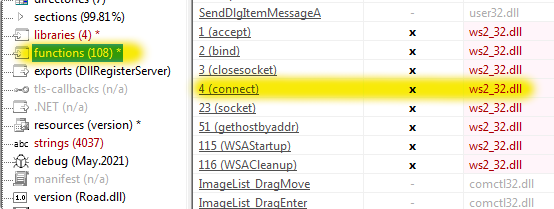 directories (7)
sections (99.81%)
libraries (4) *
functions (108) *
exports (DllRegisterServer)
tls-callbacks (n/a)
.NET (n/a)
resources (version) *
abc strings (4037)
debug (May.2021)
manifest (n/a)
1.0 version (Road.dll)
SendDlgItemMessageA - user32.dll
1 (accept) x ws2_32.dll
2 (bind) x ws2_32.dll
3 (closesocket) x ws2_32.dll
4 (connect) x ws2_32.dll
23 (socket) x ws2_32.dll
51 (gethostbyaddr) x ws2_32.dll
115 (WSAStartup) x ws2_32.dll
116 (WSACleanup) x ws2_32.dll
ImageList_DragMove - comctl32.dll
ImageList_DragEnter - comctl32.dll